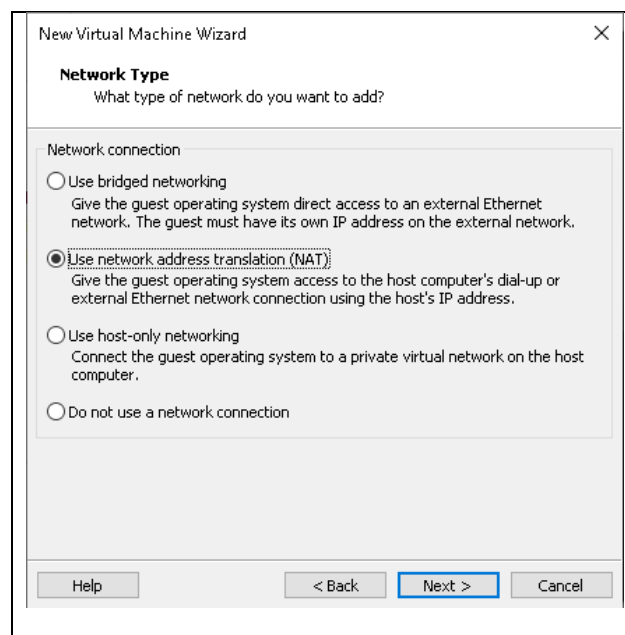 New Virtual Machine Wizard
Network Type
What type of network do you want to add?
Network connection
Use bridged networking
Give the guest operating system direct access to an external Ethernet
network. The guest must have its own IP address on the external network.
Use network address translation (NAT)
Give the guest operating system access to the host computer's dial-up or
external Ethernet network connection using the host's IP address.
Use host-only networking
Connect the guest operating system to a private virtual network on the host
computer.
Do not use a network connection
Help < Back Next > Cancel